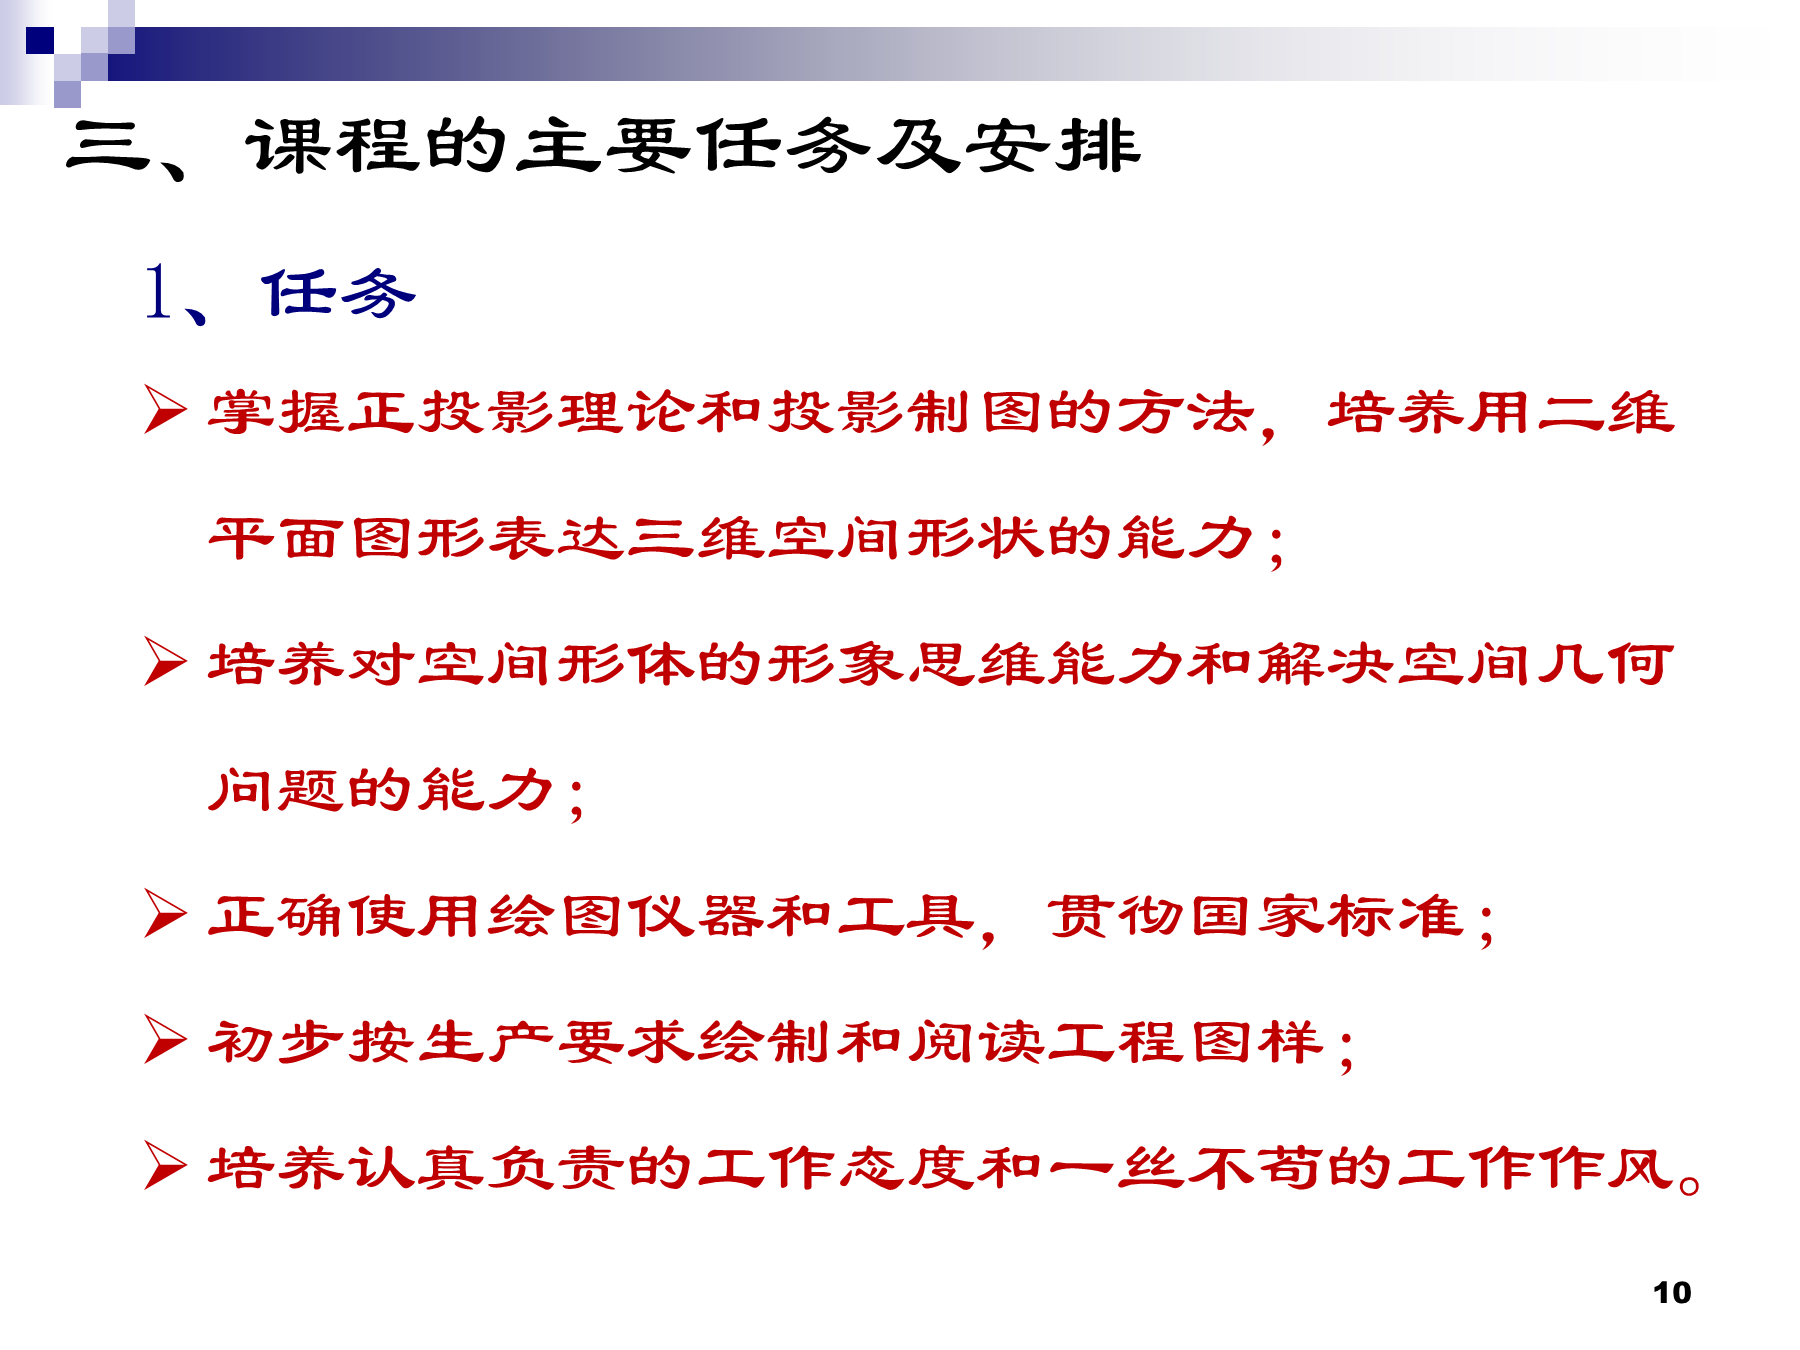 三、课程的主要任务及安排
1、任务
➢ 掌握正投影理论和投影制图的方法，培养用二维
平面图形表达三维空间形状的能力；
➢ 培养对空间形体的形象思维能力和解决空间几何
问题的能力；
➢ 正确使用绘图仪器和工具，贯彻国家标准；
➢ 初步按生产要求绘制和阅读工程图样；
➢ 培养认真负责的工作态度和一丝不苟的工作作风。
10